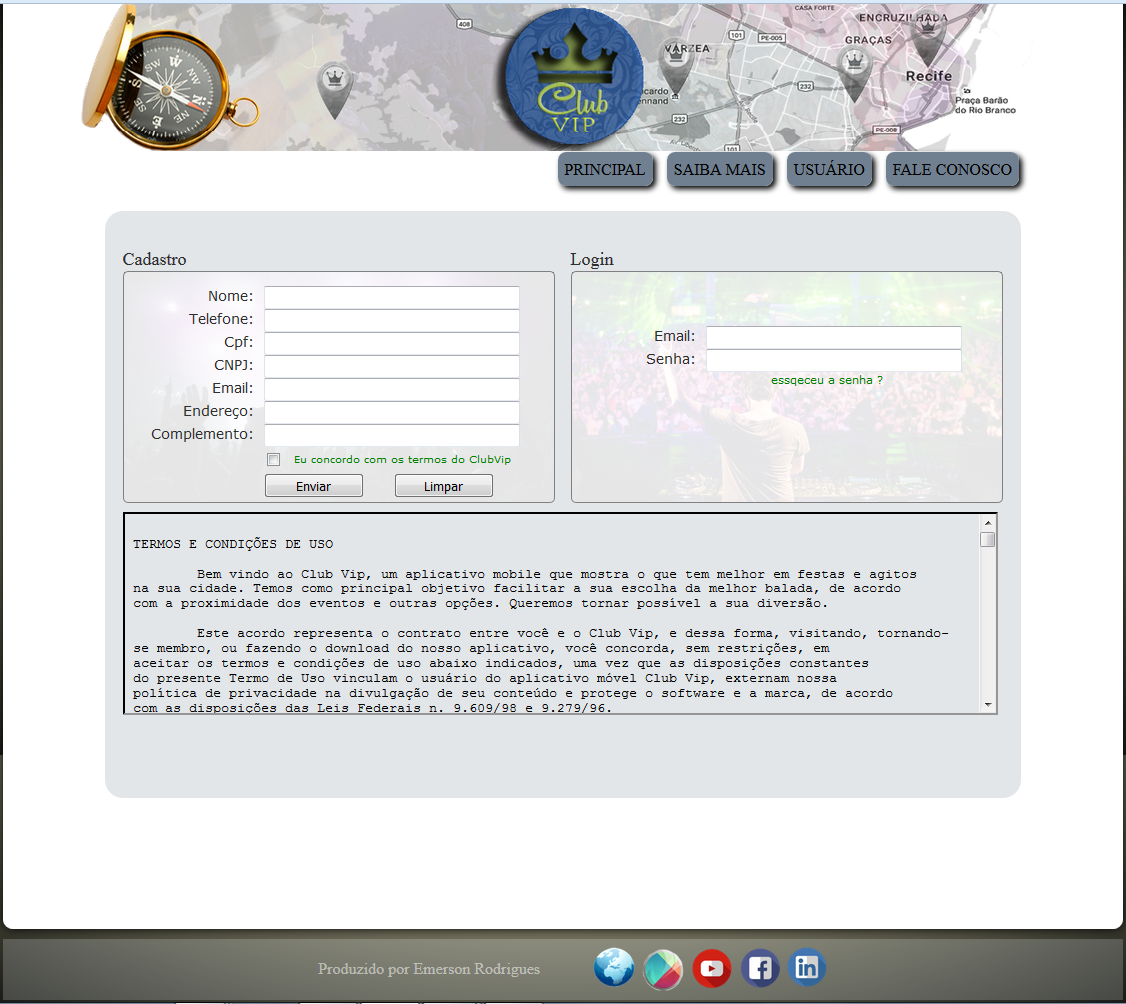 408
CASA FORTE
ENCRUZILHADA
GRAÇAS
VÁRZEA
101
PE-005
Recife
232
Praça Barão
do Rio Branco
232
PE-008
101
Club
VIP
PRINCIPAL
SAIBA MAIS
USUÁRIO
FALE CONOSCO
Cadastro
Nome:
Telefone:
Cpf:
CNPJ:
Email:
Endereço:
Complemento:
Eu concordo com os termos do ClubVip
Enviar
Limpar
Login
Email:
Senha:
essqeceu a senha ?
TERMOS E CONDIÇÕES DE USO
Bem vindo ao Club Vip, um aplicativo mobile que mostra o que tem melhor em festas e agitos
na sua cidade. Temos como principal objetivo facilitar a sua escolha da melhor balada, de acordo
com a proximidade dos eventos e outras opções. Queremos tornar possível a sua diversão.
Este acordo representa o contrato entre você e o Club Vip, e dessa forma, visitando, tornando-
se membro, ou fazendo o download do nosso aplicativo, você concorda, sem restrições, em
aceitar os termos e condições de uso abaixo indicados, uma vez que as disposições constantes
do presente Termo de Uso vinculam o usuário do aplicativo móvel Club Vip, externam nossa
política de privacidade na divulgação de seu conteúdo e protege o software e a marca, de acordo
com as disposições das Leis Federais n. 9.609/98 e 9.279/96.
Produzido por Emerson Rodrigues